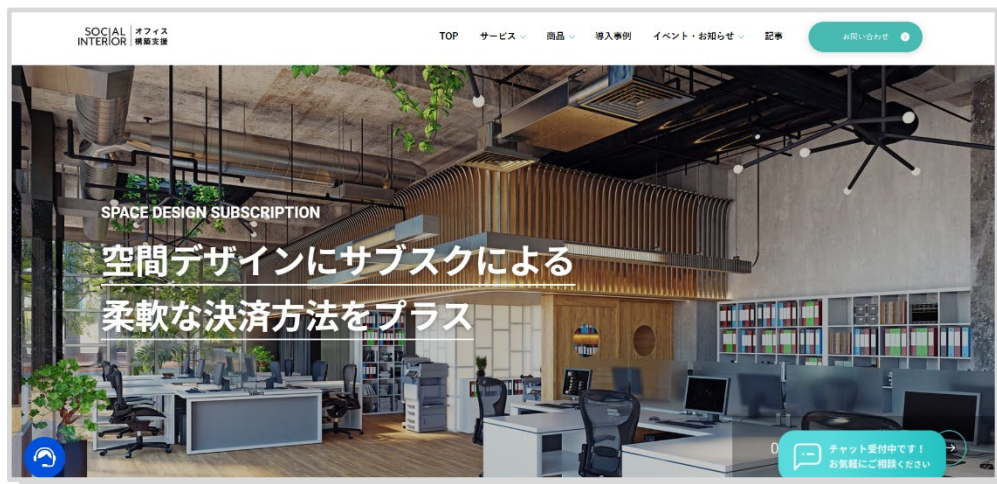 SOCIAL INTERIOR
オフィス構築支援
TOP
サービス
商品
導入事例
イベント・お知らせ
記事
お問い合わせ
SPACE DESIGN SUBSCRIPTION
空間デザインにサブスクによる
柔軟な決済方法をプラス
チャット受付中です！
お気軽にご相談ください